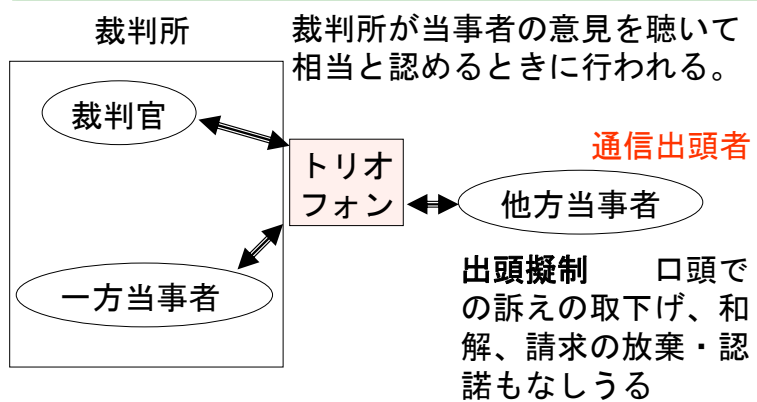 裁判所
裁判所が当事者の意見を聴いて
相当と認めるときに行われる。
裁判官
トリオ
フォン
通信出頭者
他方当事者
一方当事者
出頭擬制　　口頭で
の訴えの取下げ、和
解、請求の放棄・認
諾もなしうる